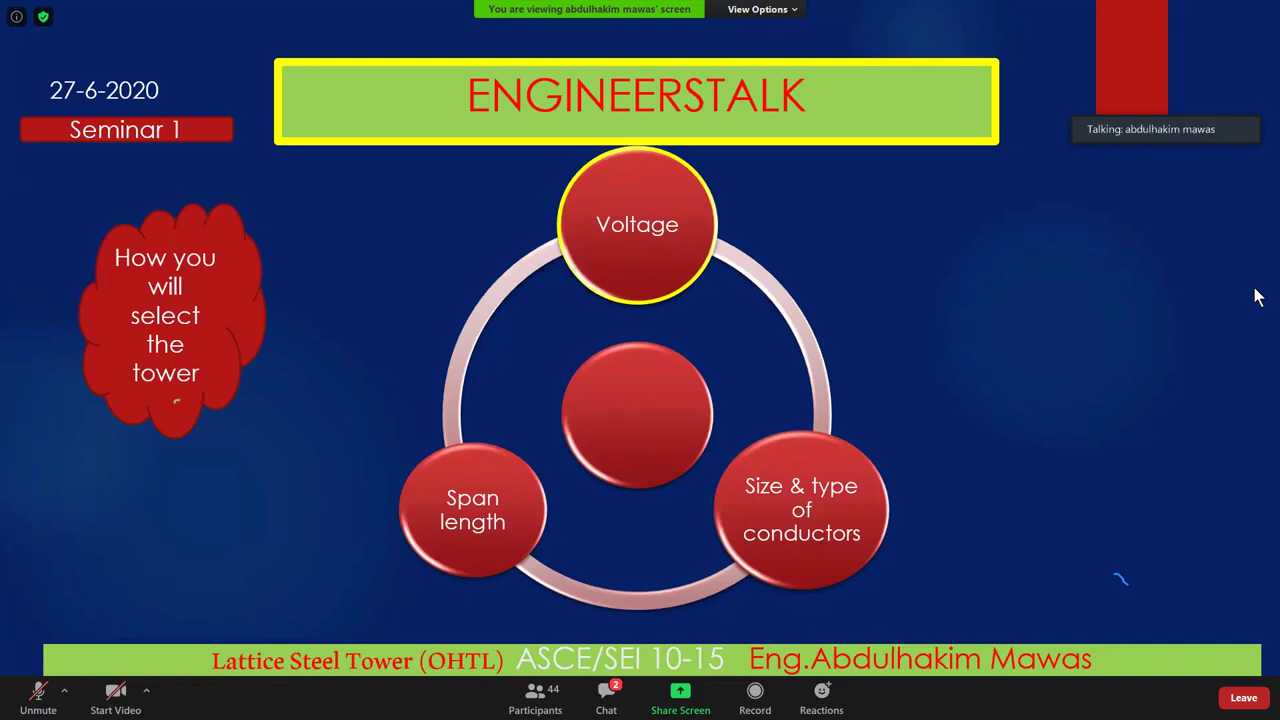 You are viewing abdulhakim mawas' screen
View Options
27-6-2020
ENGINEERSTALK
Seminar 1
Talking: abdulhakim mawas
Voltage
How you
will
select
the
tower
Span
length
Size & type
of
conductors
Lattice Steel Tower (OHTL) ASCE/SEI 10-15 Eng.Abdulhakim Mawas
Unmute
Start Video
Participants
44
Chat
2
Share Screen
Record
Reactions
Leave